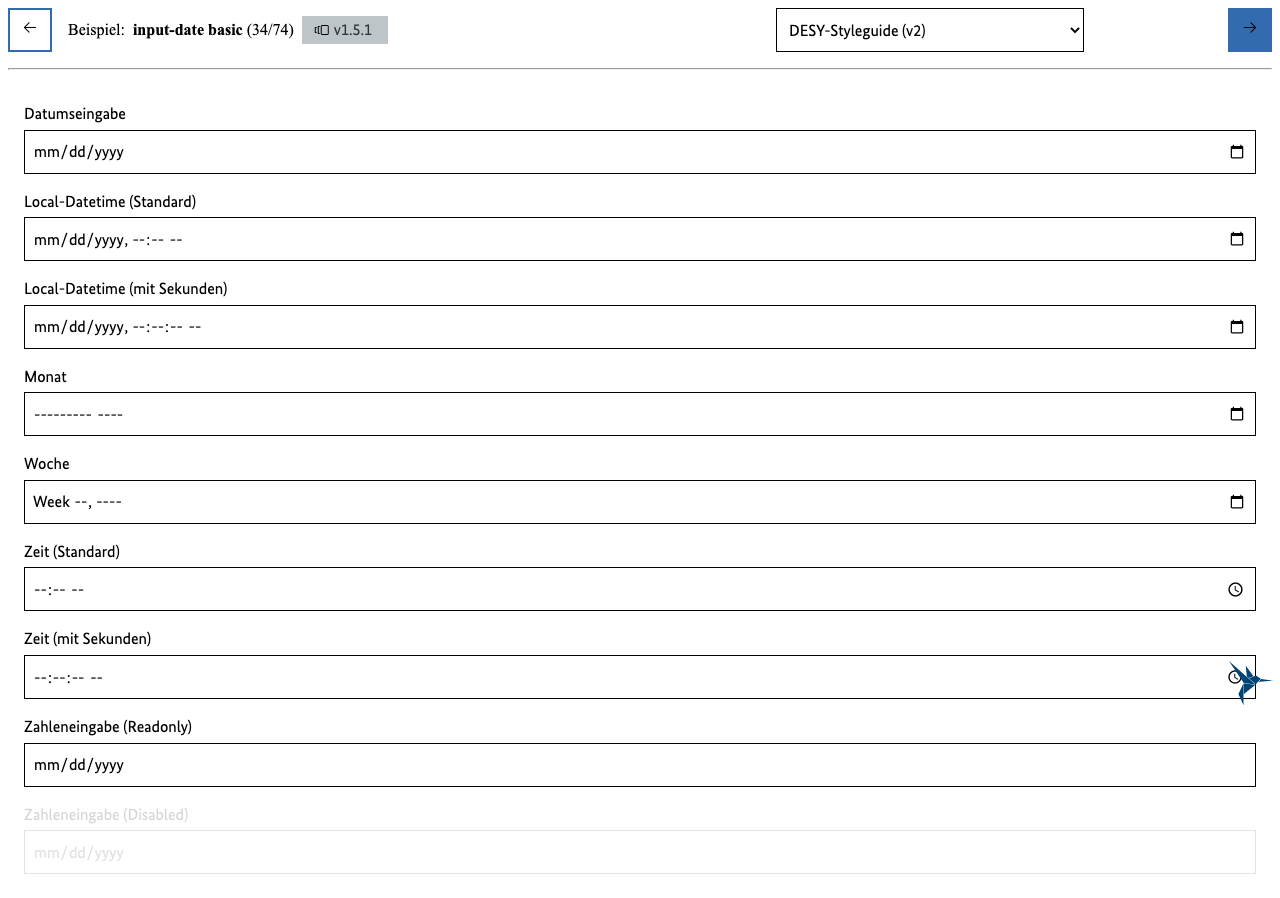 Beispiel: input-date basic (34/74) v1.5.1 DESY-Styleguide (v2)
Datumseingabe
mm/dd/yyyy
Local-Datetime (Standard)
mm/dd/yyyy, --:-- --
Local-Datetime (mit Sekunden)
mm/dd/yyyy, --:--:-- --
Monat
--------- ----
Woche
Week --, ----
Zeit (Standard)
--:-- --
Zeit (mit Sekunden)
--:--:-- --
Zahleneingabe (Readonly)
mm/dd/yyyy
Zahleneingabe (Disabled)
mm/dd/yyyy